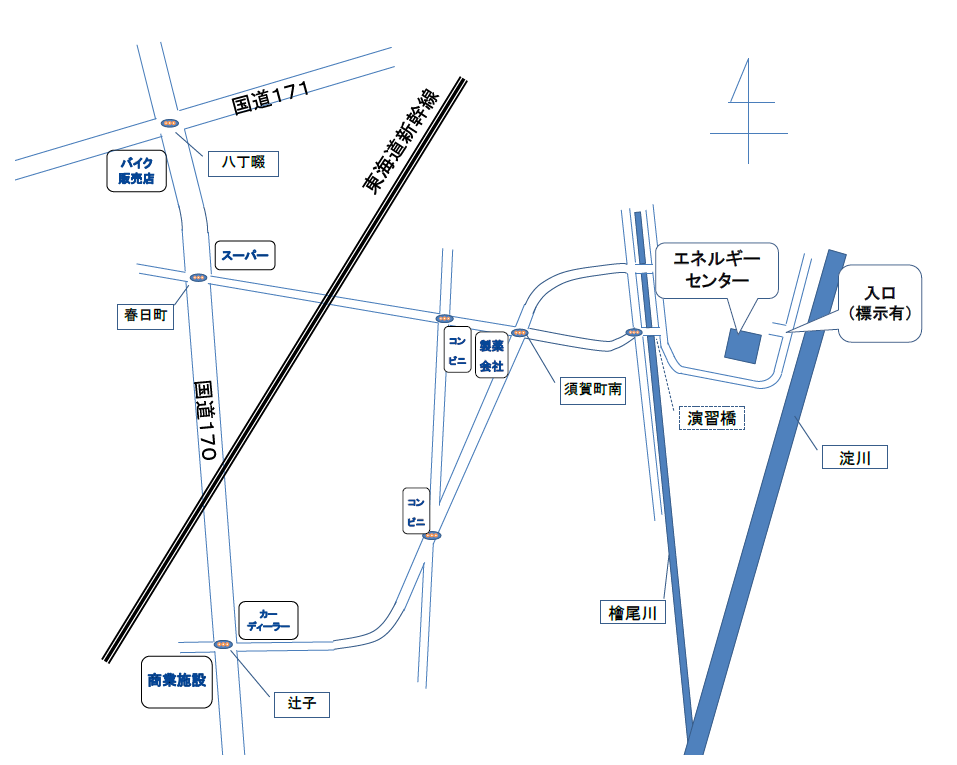 国道171
東海道新幹線
八丁畷
バイク
販売店
スーパー
エネルギー
センター
入口
（標示有）
春日町
コン
ビニ
製薬
会社
須賀町南
国道170
演習橋
淀川
コン
ビニ
檜尾川
カー
ディーラー
商業施設
辻子